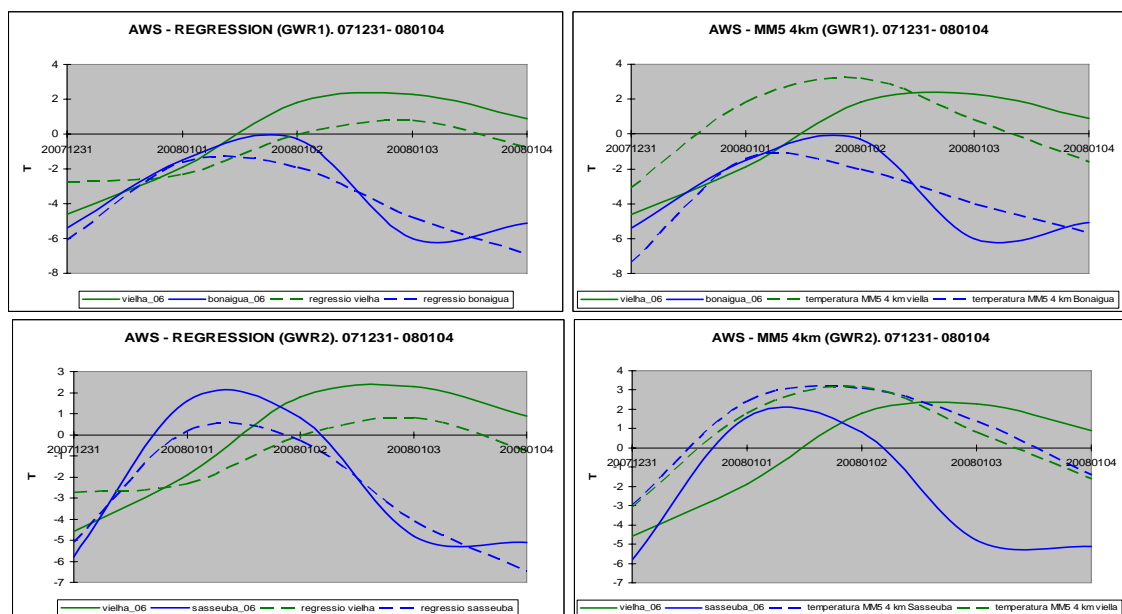 AWS - REGRESSION (GWR1). 071231- 080104
4
2
0
-2
-4
-6
-8
T
20071231 20080101 20080102 20080103 20080104
vielha_06 bonaigua_06 regressio vielha regressio bonaigua
AWS - MM5 4km (GWR1). 071231- 080104
4
2
0
-2
-4
-6
-8
T
20071231 20080101 20080102 20080103 20080104
vielha_06 bonaigua_06 temperatura MM5 4 km viella temperatura MM5 4 km Bonaigua
AWS - REGRESSION (GWR2). 071231- 080104
3
2
1
0
-1
-2
-3
-4
-5
-6
-7
T
20071231 20080101 20080102 20080103 20080104
vielha_06 sasseuba_06 regressio vielha regressio sasseuba
AWS - MM5 4km (GWR2). 071231- 080104
4
3
2
1
0
-1
-2
-3
-4
-5
-6
-7
T
20071231 20080101 20080102 20080103 20080104
vielha_06 sasseuba_06 temperatura MM5 4 km Sasseuba temperatura MM5 4 km viella